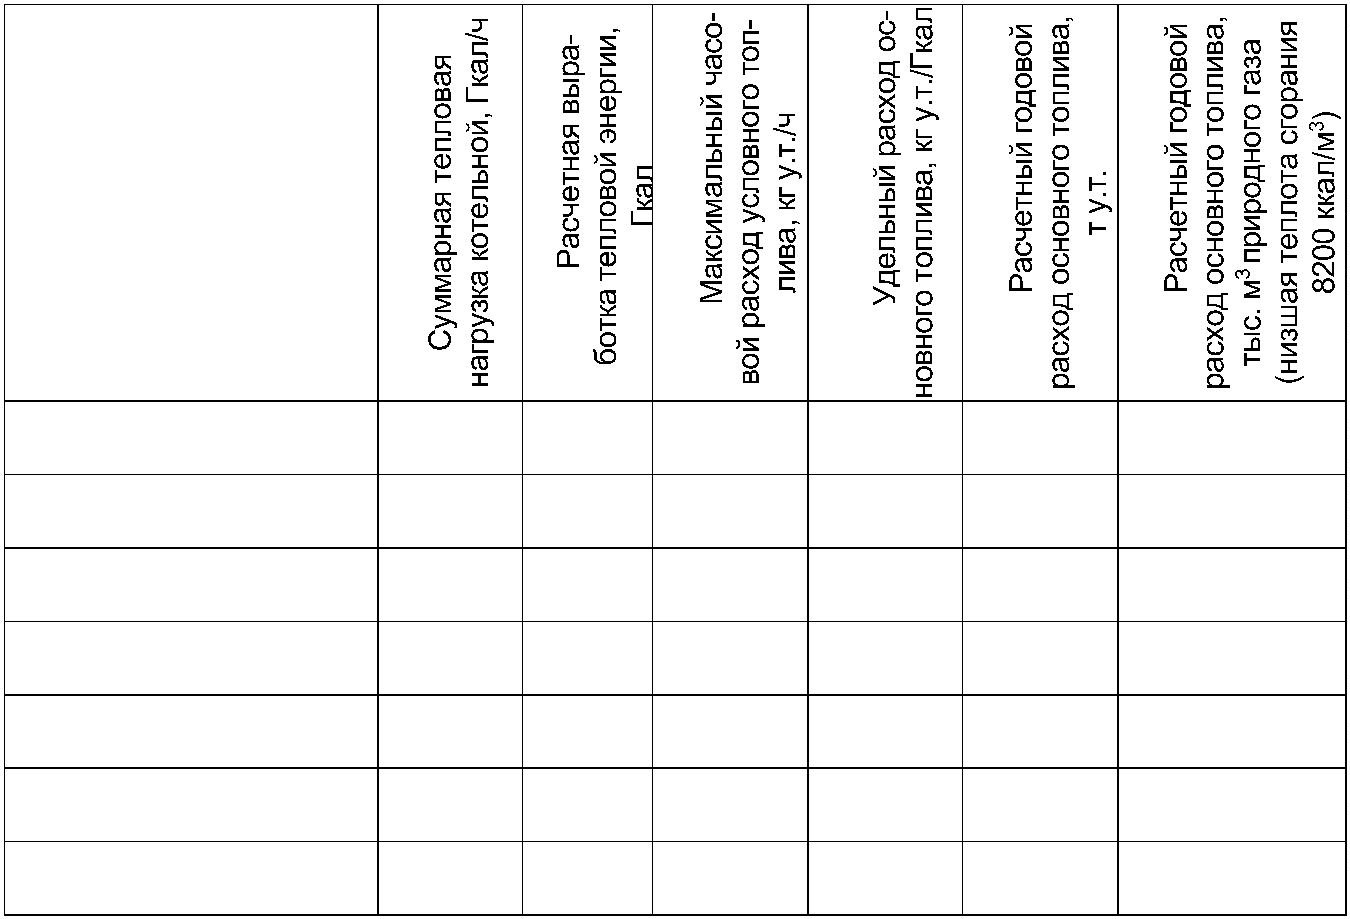 Суммарная тепловая
нагрузка котельной, Гкал/ч
Расчетная выра-
ботка тепловой энергии,
Гкал
Максимальный часо-
вой расход условного топ-
лива, кг у.т./ч
Удельный расход ос-
новного топлива, кг у.т./Гкал
Расчетный годовой
расход основного топлива,
т у.т.
Расчетный годовой
расход основного топлива,
тыс. м³ природного газа
(низшая теплота сгорания
8200 ккал/м³)